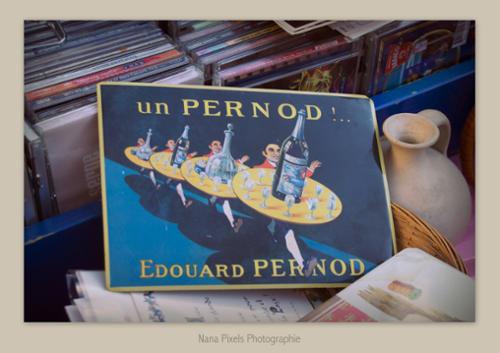 un PERNOD!..
EDOUARD PERNOD
Nana Pixels Photographie